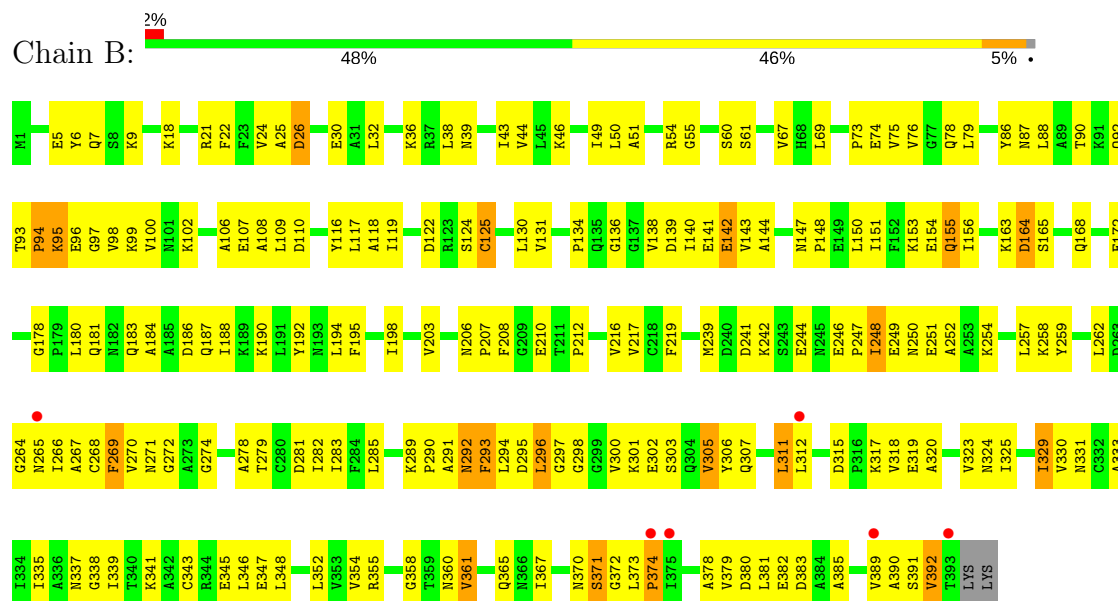 2%
Chain B:
48% 46% 5% •
M1 E5 Y6 Q7 S8 K9 K18 R21 F22 F23 V24 A25 D26 E30 A31 L32 K36 R37 L38 N39 I43 V44 L45 K46 I49 L50 A51 R54 G55 S60 S61 V67 H68 L69 P73 E74 V75 V76 G77 Q78 L79 Y86 N87 L88 A89 T90 K91
T93 P94 K95 E96 G97 V98 K99 V100 N101 K102 A106 E107 A108 L109 D110 Y116 L117 A118 I119 D122 R123 S124 C125 L130 V131 P134 Q135 G136 G137 V138 D139 I140 E141 E142 V143 A144 N147 P148 E149 L150 I151 F152 K153 E154 Q155 I156 K163 D164 S165 Q168
G178 P179 L180 Q181 N182 Q183 A184 A185 D186 Q187 I188 K189 K190 L191 Y192 N193 L194 F195 I198 V203 N206 P207 F208 G209 E210 T211 P212 V216 V217 C218 F219 M239 D240 D241 K242 S243 E244 N245 E246 P247 I248 E249 N250 E251 A252 A253 K254 L257 K258 Y259 L262 D263
G264 N265 I266 A267 C268 F269 V270 N271 G272 A273 G274 A278 T279 C280 D281 I282 I283 F284 L285 K289 P290 A291 N292 F293 L294 D295 L296 G297 G298 G299 V300 K301 E302 S303 Q304 V305 Y306 Q307 L311 L312 D315 P316 K317 V318 E319 A320 V323 N324 I325 I329 V330 N331 C332 A333
I334 I335 A336 N337 G338 I339 T340 K341 A342 C343 R344 E345 L346 E347 L348 L352 V353 V354 R355 G358 T359 N360 V361 Q365 N366 I367 N370 S371 G372 L373 P374 I375 A378 V379 D380 L381 E382 D383 A384 A385 V389 A390 S391 V392 T393 LYS LYS